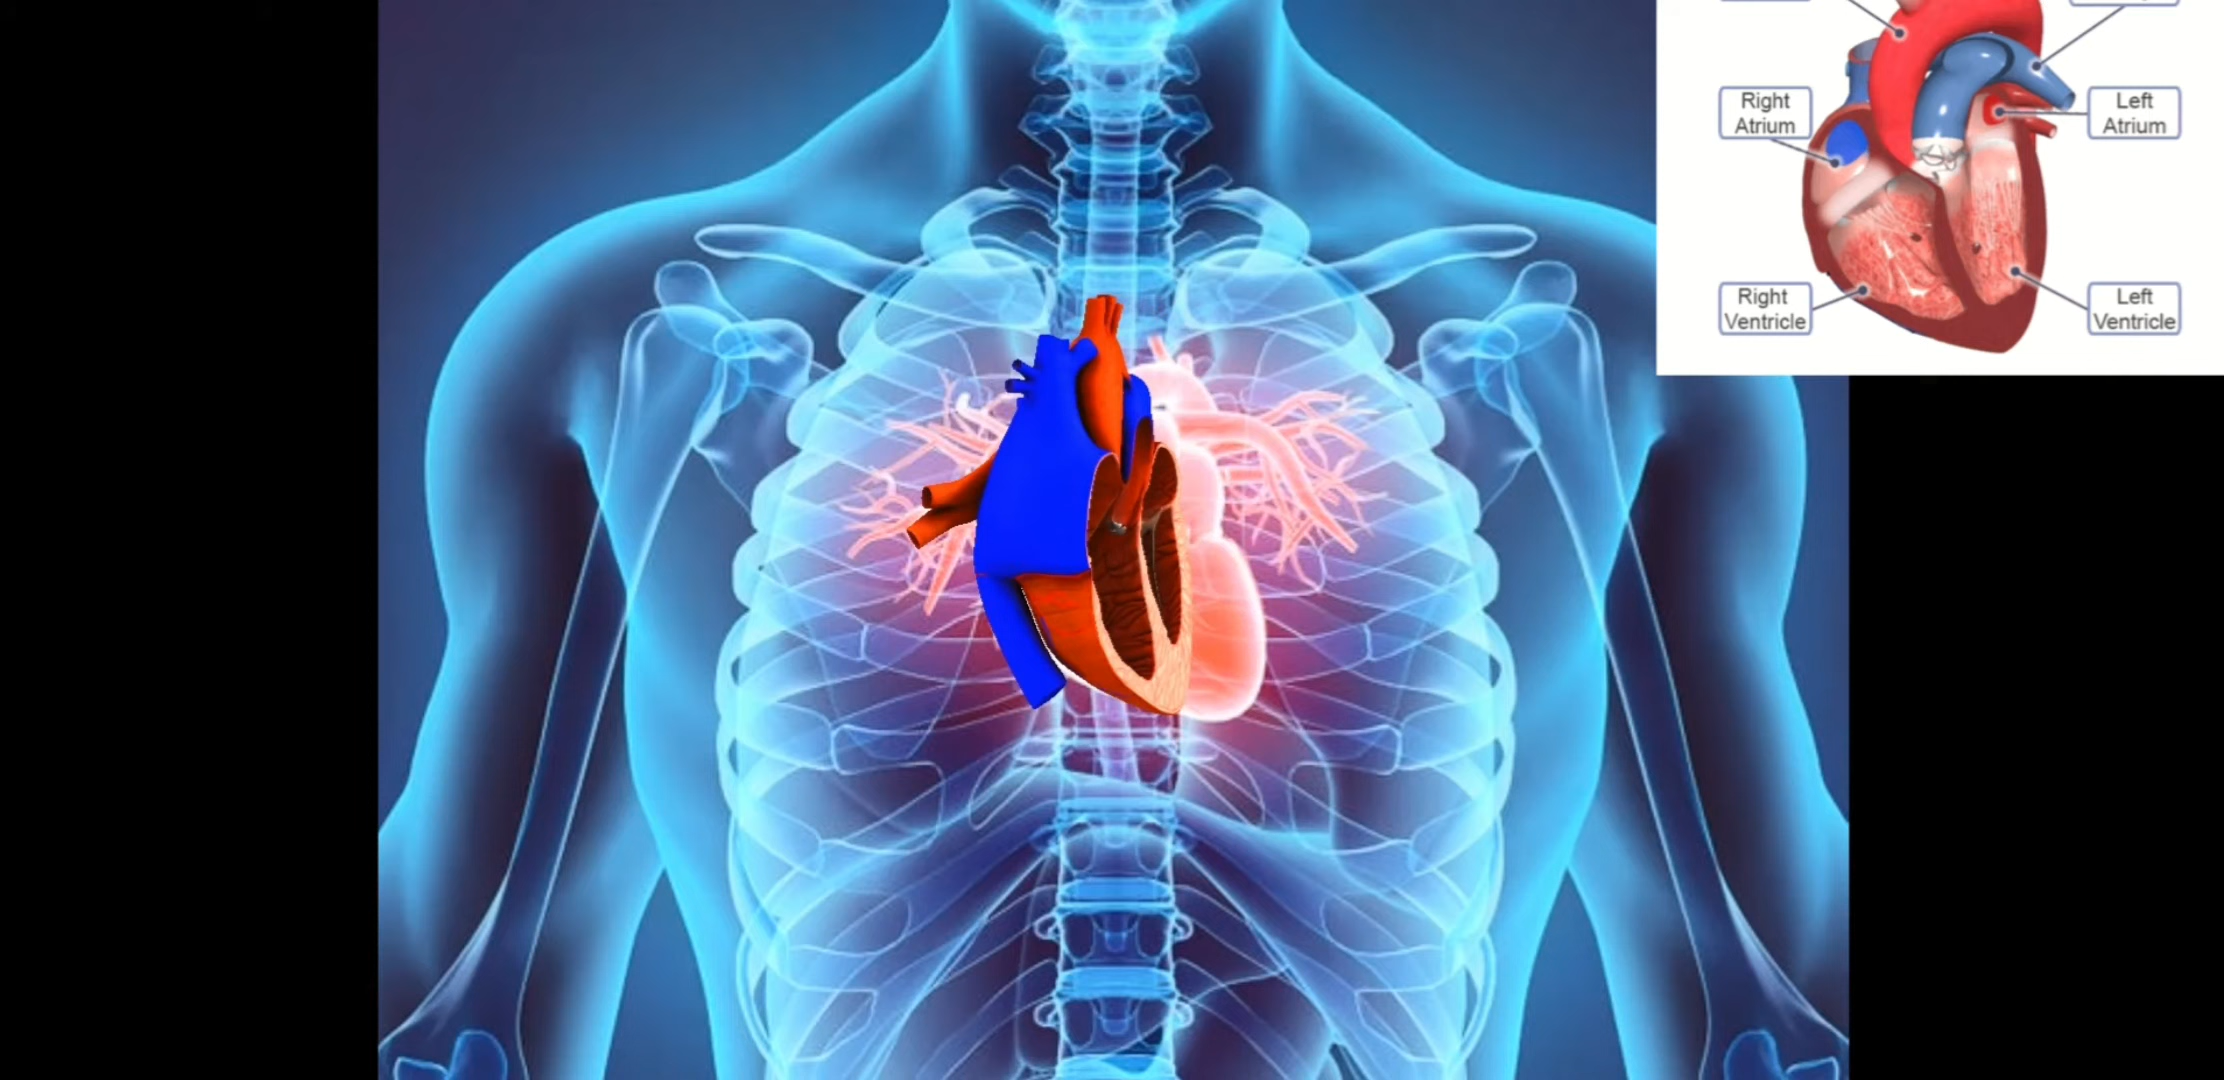 Right
Atrium
Left
Atrium
Right
Ventricle
Left
Ventricle